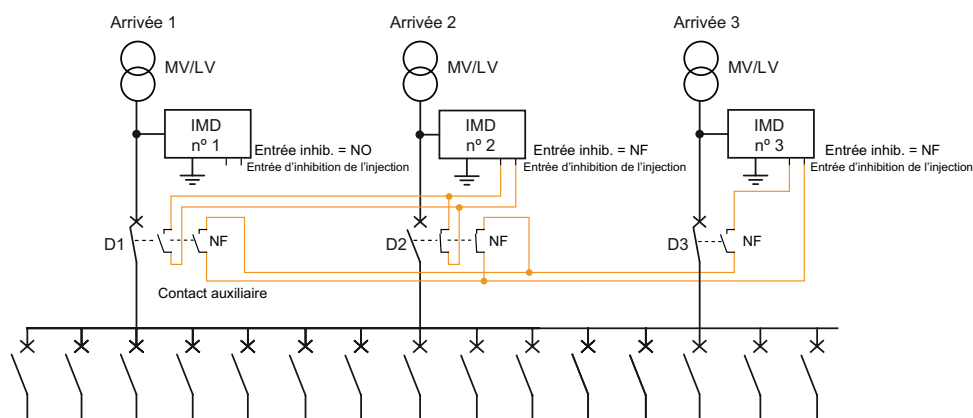 Arrivée 1
Arrivée 2
Arrivée 3
MV/LV
MV/LV
MV/LV
IMD
nº 1
Entrée inhib. = NO
Entrée d'inhibition de l'injection
IMD
nº 2
Entrée inhib. = NF
Entrée d'inhibition de l'injection
IMD
nº 3
Entrée inhib. = NF
Entrée d'inhibition de l'injection
D1
NF
D2
NF
D3
NF
Contact auxiliaire